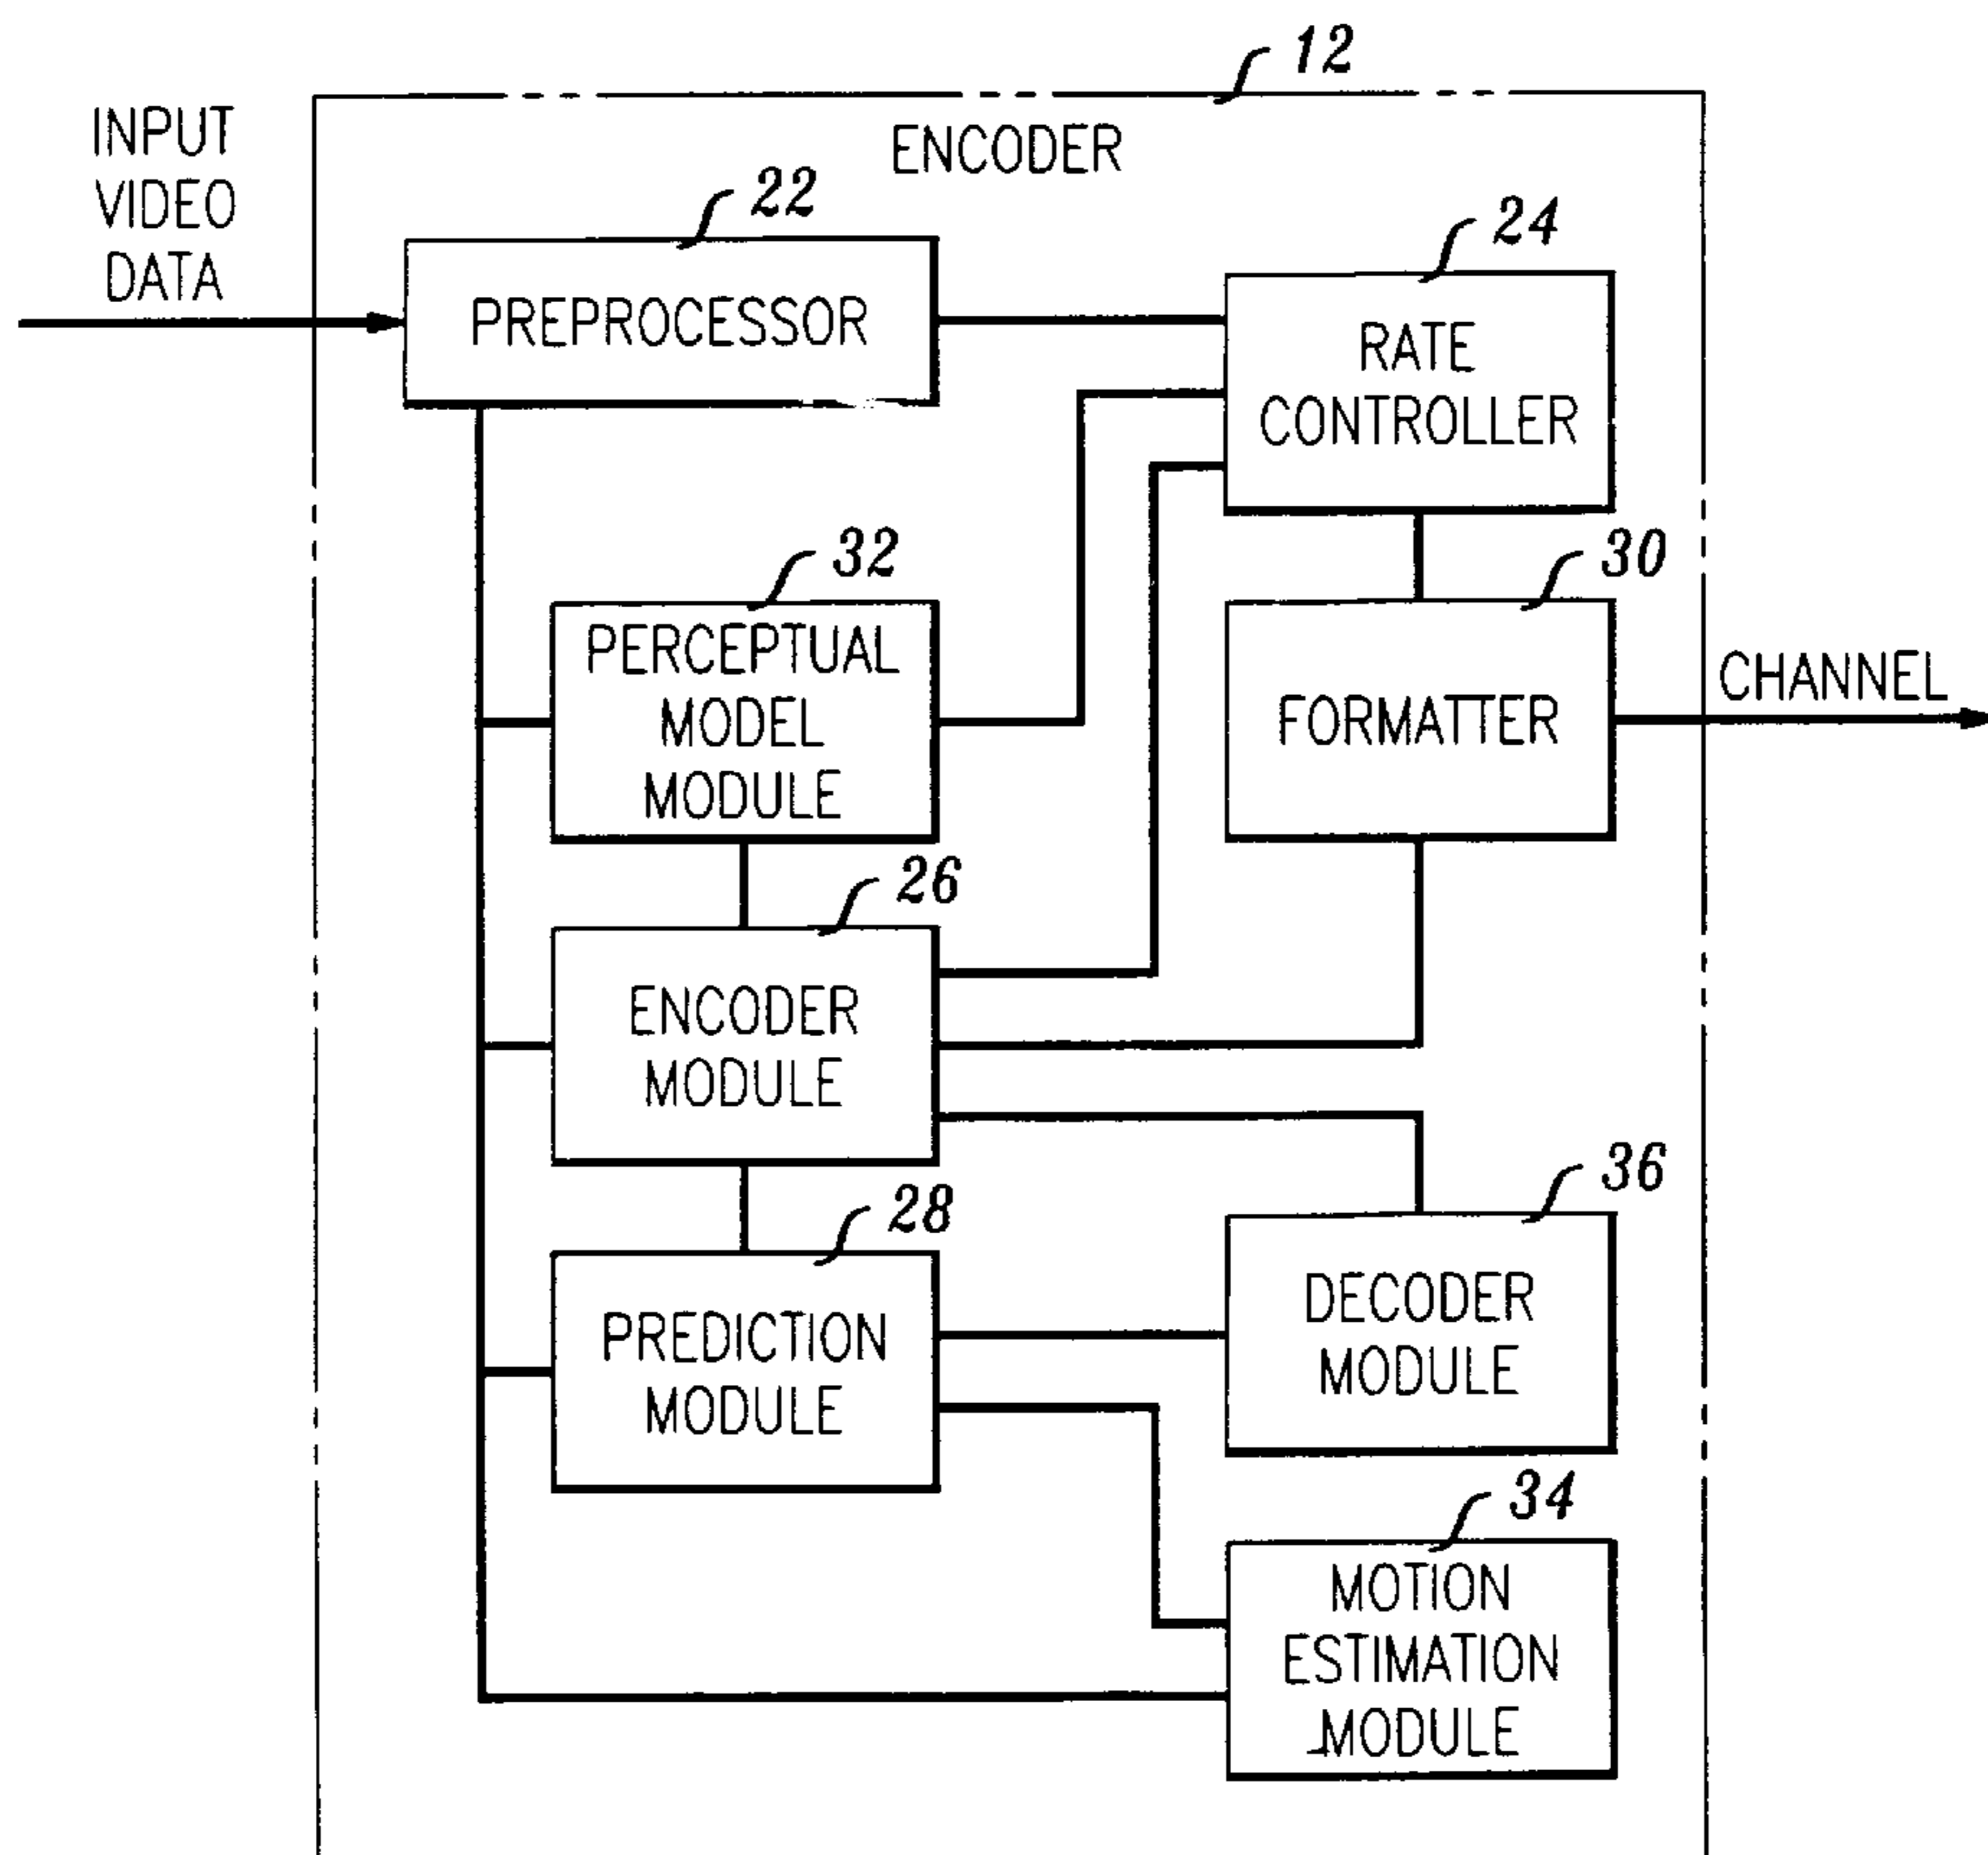 12
INPUT
VIDEO
DATA
ENCODER
22
PREPROCESSOR
24
RATE
CONTROLLER
32
PERCEPTUAL
MODEL
MODULE
30
FORMATTER
CHANNEL
26
ENCODER
MODULE
28
PREDICTION
MODULE
36
DECODER
MODULE
34
MOTION
ESTIMATION
MODULE